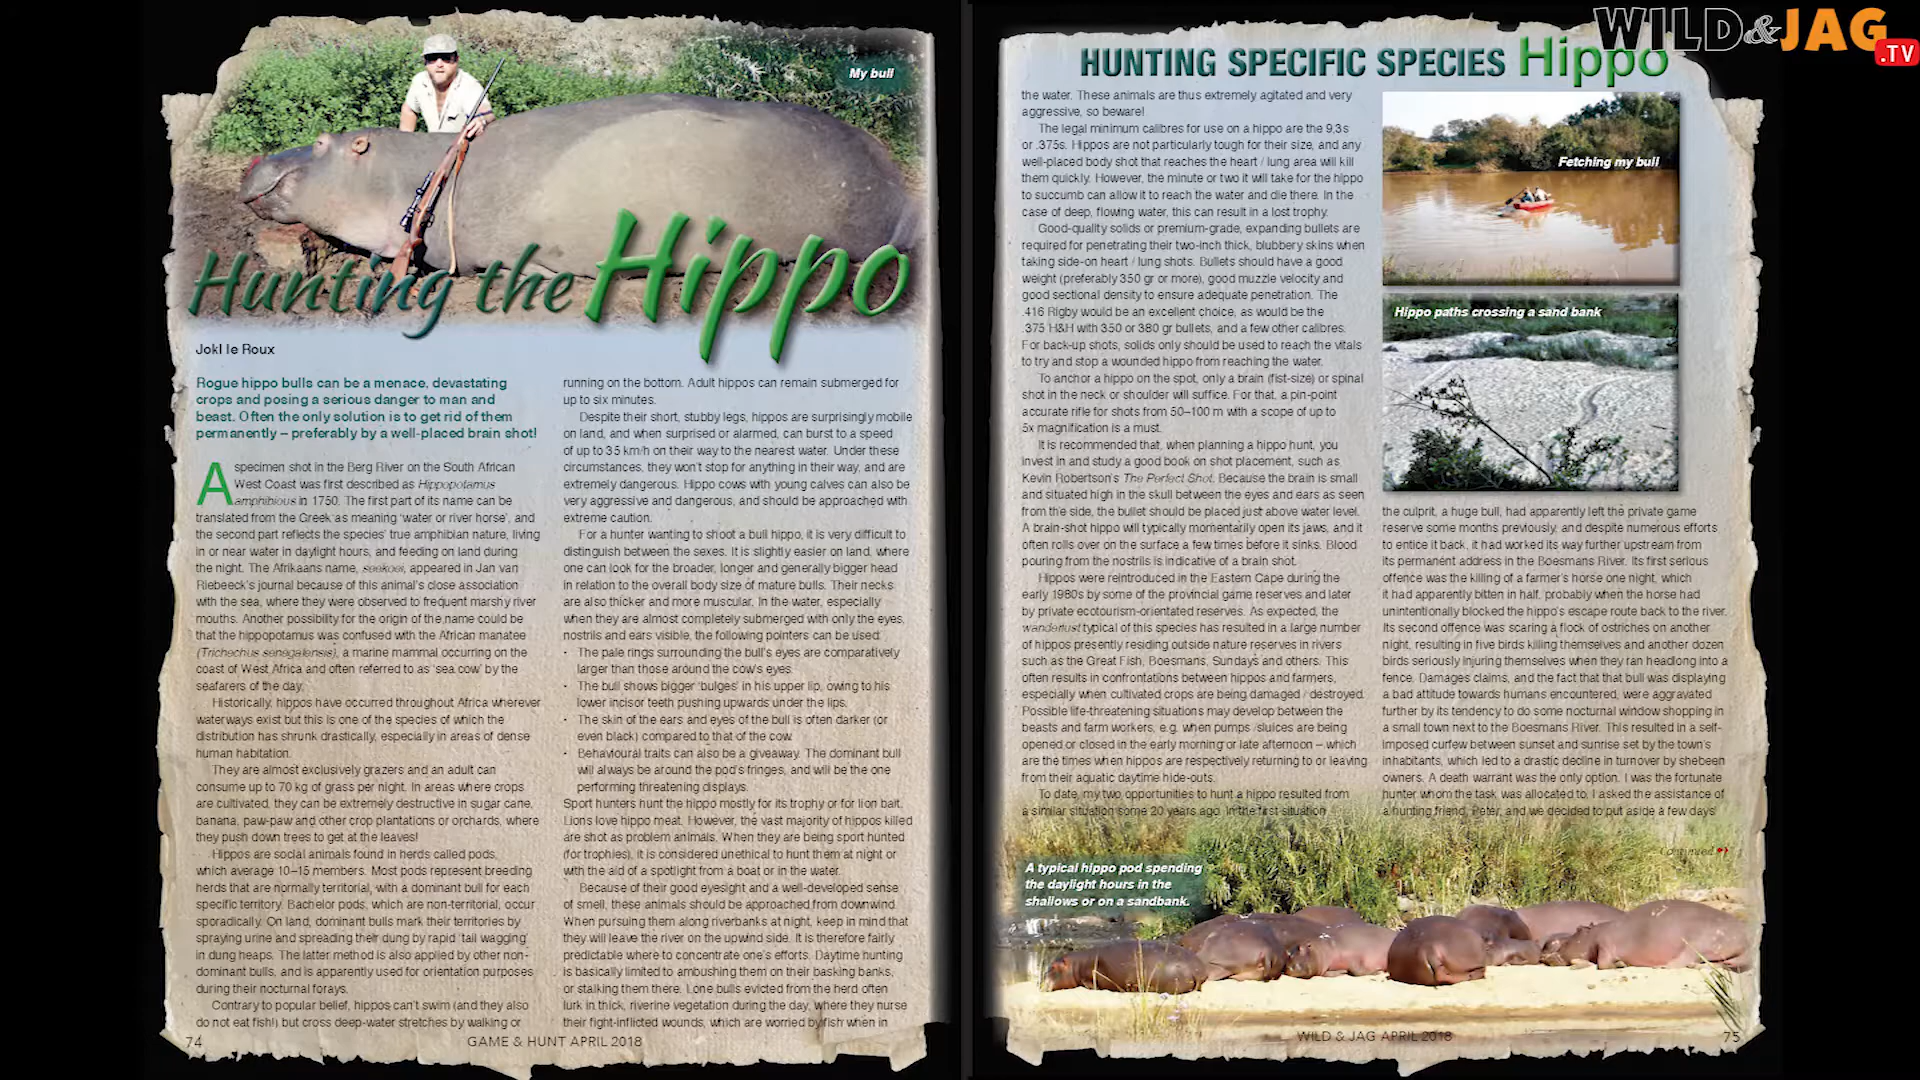 WILD & JAG
.TV
My bull
Hunting the Hippo
Jokl le Roux
Rogue hippo bulls can be a menace, devastating
crops and posing a serious danger to man and
beast. Often the only solution is to get rid of them
permanently – preferably by a well-placed brain shot!
A specimen shot in the Berg River on the South African
West Coast was first described as Hippopotamus
amphibious in 1750. The first part of its name can be
translated from the Greek as meaning 'water or river horse', and
the second part reflects the species' true amphibian nature, living
in or near water in daylight hours, and feeding on land during
the night. The Afrikaans name, seekoei, appeared in Jan van
Riebeeck's journal because of this animal's close association
with the sea, where they were observed to frequent marshy river
mouths. Another possibility for the origin of the name could be
that the hippopotamus was confused with the African manatee
(Trichechus senegalensis), a marine mammal occurring on the
coast of West Africa and often referred to as 'sea cow' by the
seafarers of the day.
Historically, hippos have occurred throughout Africa wherever
waterways exist but this is one of the species of which the
distribution has shrunk drastically, especially in areas of dense
human habitation.
They are almost exclusively grazers and an adult can
consume up to 70 kg of grass per night. In areas where crops
are cultivated, they can be extremely destructive in sugar cane,
banana, paw-paw and other crop plantations or orchards, where
they push down trees to get at the leaves!
Hippos are social animals found in herds called pods,
which average 10–15 members. Most pods represent breeding
herds that are normally territorial, with a dominant bull for each
specific territory. Bachelor pods, which are non-territorial, occur
sporadically. On land, dominant bulls mark their territories by
spraying urine and spreading their dung by rapid 'tail wagging'
in dung heaps. The latter method is also applied by other non-
dominant bulls, and is apparently used for orientation purposes
during their nocturnal forays.
Contrary to popular belief, hippos can't swim (and they also
do not eat fish!) but cross deep-water stretches by walking or
running on the bottom. Adult hippos can remain submerged for
up to six minutes.
Despite their short, stubby legs, hippos are surprisingly mobile
on land, and when surprised or alarmed, can burst to a speed
of up to 35 km/h on their way to the nearest water. Under these
circumstances, they won't stop for anything in their way, and are
extremely dangerous. Hippo cows with young calves can also be
very aggressive and dangerous, and should be approached with
extreme caution.
For a hunter wanting to shoot a bull hippo, it is very difficult to
distinguish between the sexes. It is slightly easier on land, where
one can look for the broader, longer and generally bigger head
in relation to the overall body size of mature bulls. Their necks
are also thicker and more muscular. In the water, especially
when they are almost completely submerged with only the eyes,
nostrils and ears visible, the following pointers can be used:
• The pale rings surrounding the bull's eyes are comparatively
larger than those around the cow's eyes.
• The bull shows bigger 'bulges' in his upper lip, owing to his
lower incisor teeth pushing upwards under the lips.
• The skin of the ears and eyes of the bull is often darker (or
even black) compared to that of the cow.
• Behavioural traits can also be a giveaway. The dominant bull
will always be around the pod's fringes, and will be the one
performing threatening displays.
Sport hunters hunt the hippo mostly for its trophy or for lion bait.
Lions love hippo meat. However, the vast majority of hippos killed
are shot as problem animals. When they are being sport hunted
(for trophies), it is considered unethical to hunt them at night or
with the aid of a spotlight from a boat or in the water.
Because of their good eyesight and a well-developed sense
of smell, these animals should be approached from downwind.
When pursuing them along riverbanks at night, keep in mind that
they will leave the river on the upwind side. It is therefore fairly
predictable where to concentrate one's efforts. Daytime hunting
is basically limited to ambushing them on their basking banks,
or stalking them there. Lone bulls evicted from the herd often
lurk in thick, riverine vegetation during the day, where they nurse
their fight-inflicted wounds, which are worried by fish when in
74
GAME & HUNT APRIL 2018
HUNTING SPECIFIC SPECIES Hippo
the water. These animals are thus extremely agitated and very
aggressive, so beware!
The legal minimum calibres for use on a hippo are the 9,3s
or .375s. Hippos are not particularly tough for their size, and any
well-placed body shot that reaches the heart / lung area will kill
them quickly. However, the minute or two it will take for the hippo
to succumb can allow it to reach the water and die there. In the
case of deep, flowing water, this can result in a lost trophy.
Good-quality solids or premium-grade, expanding bullets are
required for penetrating their two-inch thick, blubbery skins when
taking side-on heart / lung shots. Bullets should have a good
weight (preferably 350 gr or more), good muzzle velocity and
good sectional density to ensure adequate penetration. The
.416 Rigby would be an excellent choice, as would be the
.375 H&H with 350 or 380 gr bullets, and a few other calibres.
For back-up shots, solids only should be used to reach the vitals
to try and stop a wounded hippo from reaching the water.
To anchor a hippo on the spot, only a brain (fist-size) or spinal
shot in the neck or shoulder will suffice. For that, a pin-point
accurate rifle for shots from 50–100 m with a scope of up to
5x magnification is a must.
It is recommended that, when planning a hippo hunt, you
invest in and study a good book on shot placement, such as
Kevin Robertson's The Perfect Shot. Because the brain is small
and situated high in the skull between the eyes and ears as seen
from the side, the bullet should be placed just above water level.
A brain-shot hippo will typically momentarily open its jaws, and it
often rolls over on the surface a few times before it sinks. Blood
pouring from the nostrils is indicative of a brain shot.
Hippos were reintroduced in the Eastern Cape during the
early 1980s by some of the provincial game reserves and later
by private ecotourism-orientated reserves. As expected, the
wanderlust typical of this species has resulted in a large number
of hippos presently residing outside nature reserves in rivers
such as the Great Fish, Boesmans, Sundays and others. This
often results in confrontations between hippos and farmers,
especially when cultivated crops are being damaged / destroyed.
Possible life-threatening situations may develop between the
beasts and farm workers, e.g. when pumps /sluices are being
opened or closed in the early morning or late afternoon – which
are the times when hippos are respectively returning to or leaving
from their aquatic daytime hide-outs.
To date, my two opportunities to hunt a hippo resulted from
a similar situation some 20 years ago. In the first situation
Fetching my bull
Hippo paths crossing a sand bank
the culprit, a huge bull, had apparently left the private game
reserve some months previously, and despite numerous efforts
to entice it back, it had worked its way further upstream from
its permanent address in the Boesmans River. Its first serious
offence was the killing of a farmer's horse one night, which
it had apparently bitten in half, probably when the horse had
unintentionally blocked the hippo's escape route back to the river.
Its second offence was scaring a flock of ostriches on another
night, resulting in five birds killing themselves and another dozen
birds seriously injuring themselves when they ran headlong into a
fence. Damages claims, and the fact that that bull was displaying
a bad attitude towards humans encountered, were aggravated
further by its tendency to do some nocturnal window shopping in
a small town next to the Boesmans River. This resulted in a self-
imposed curfew between sunset and sunrise set by the town's
inhabitants, which led to a drastic decline in turnover by shebeen
owners. A death warrant was the only option. I was the fortunate
hunter whom the task was allocated to. I asked the assistance of
a hunting friend, Peter, and we decided to put aside a few days
Continued
A typical hippo pod spending
the daylight hours in the
shallows or on a sandbank.
WILD & JAG APRIL 2018
75